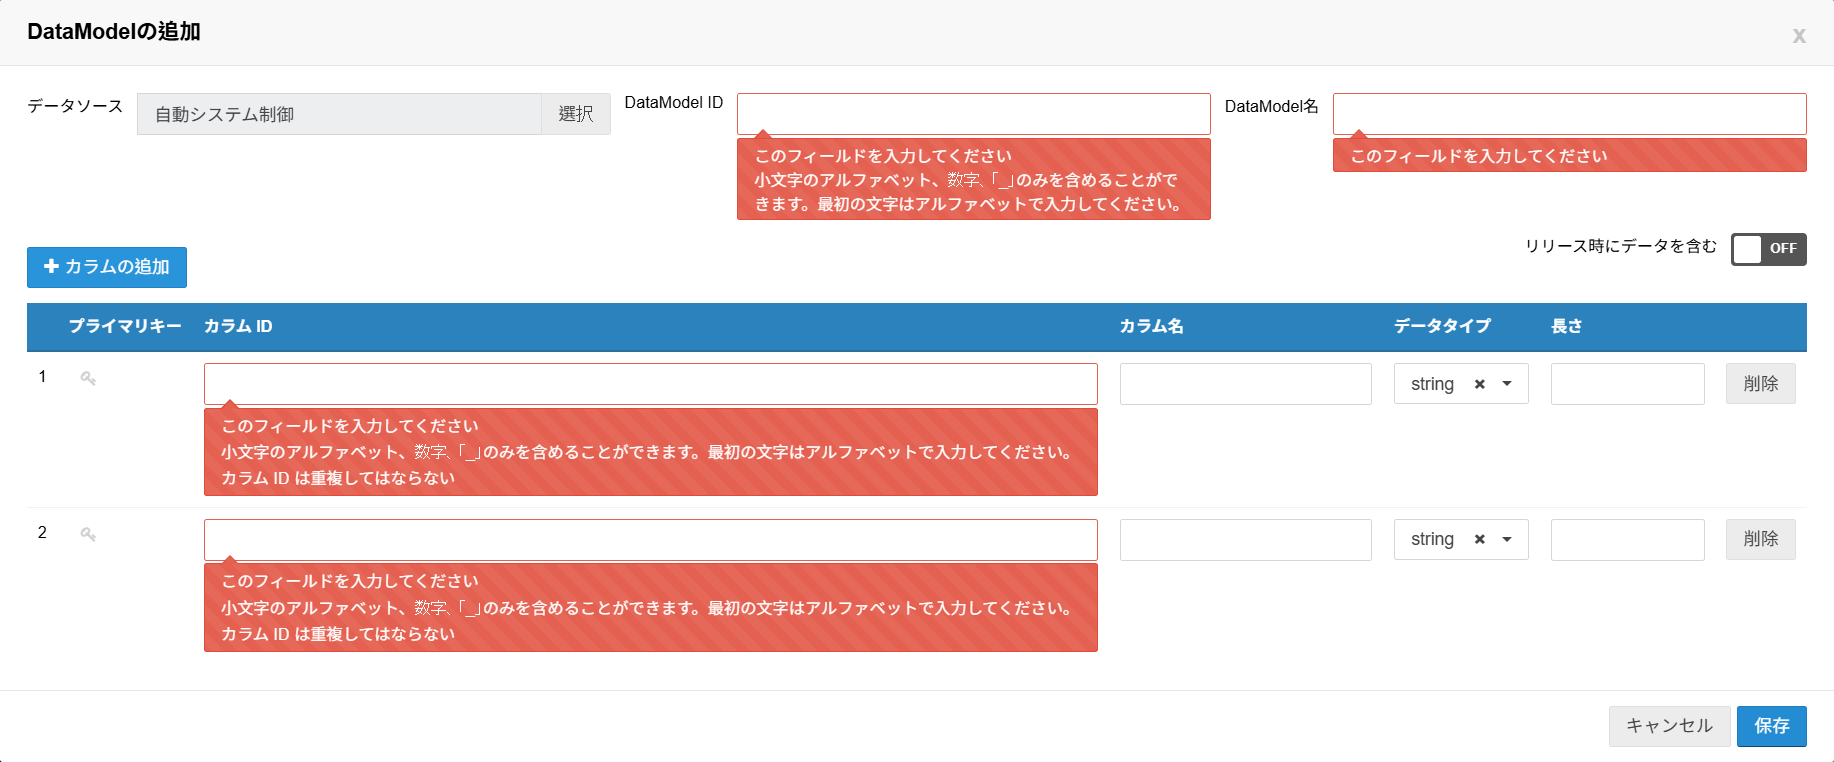 DataModelの追加
x
データソース 自動システム制御 選択 DataModel ID DataModel名
このフィールドを入力してください
小文字のアルファベット、数字、「_」のみを含めることがで
きます。最初の文字はアルファベットで入力してください。
このフィールドを入力してください
リリース時にデータを含む OFF
カラムの追加
プライマリキー カラム ID カラム名 データタイプ 長さ
1 string × 削除
このフィールドを入力してください
小文字のアルファベット、数字、「_」のみを含めることができます。最初の文字はアルファベットで入力してください。
カラム ID は重複してはならない
2 string × 削除
このフィールドを入力してください
小文字のアルファベット、数字、「_」のみを含めることができます。最初の文字はアルファベットで入力してください。
カラム ID は重複してはならない
キャンセル 保存